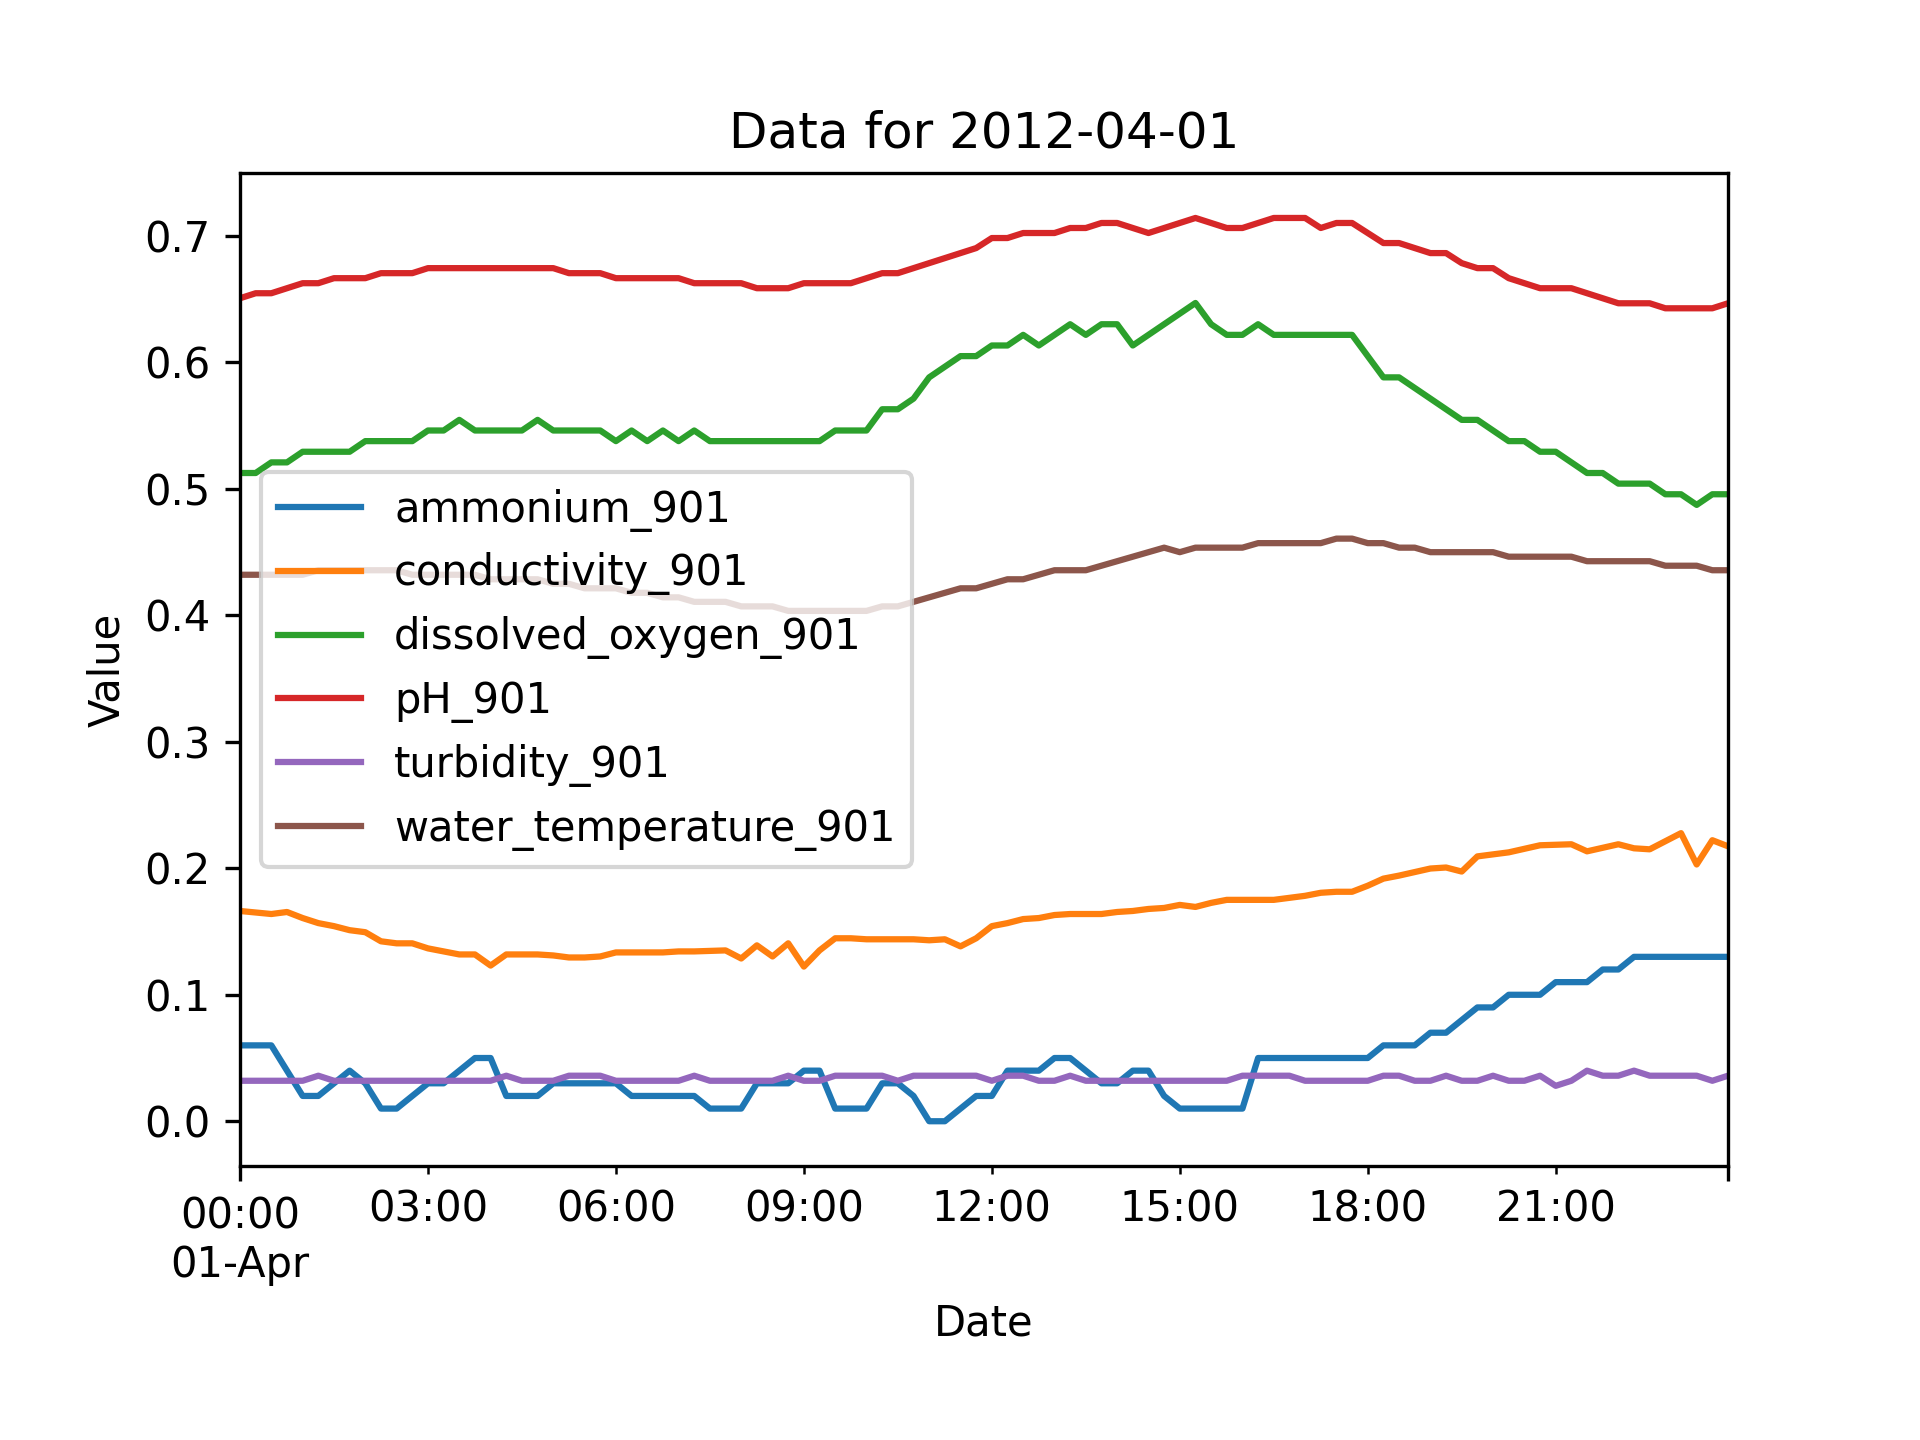 Data for 2012-04-01
Value
0.7
0.6
0.5
0.4
0.3
0.2
0.1
0.0
ammonium_901
conductivity_901
dissolved_oxygen_901
pH_901
turbidity_901
water_temperature_901
00:00 03:00 06:00 09:00 12:00 15:00 18:00 21:00
01-Apr
Date